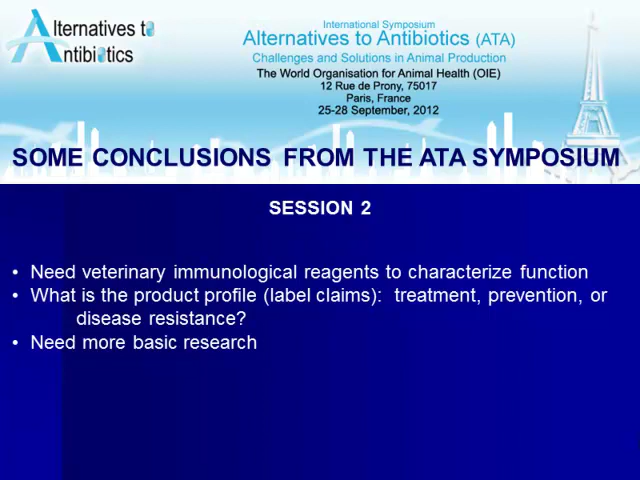 Alternatives to
Antibiotics
International Symposium
Alternatives to Antibiotics (ATA)
Challenges and Solutions in Animal Production
The World Organisation for Animal Health (OIE)
12 Rue de Prony, 75017
Paris, France
25-28 September, 2012
SOME CONCLUSIONS FROM THE ATA SYMPOSIUM
SESSION 2
• Need veterinary immunological reagents to characterize function
• What is the product profile (label claims): treatment, prevention, or
disease resistance?
• Need more basic research